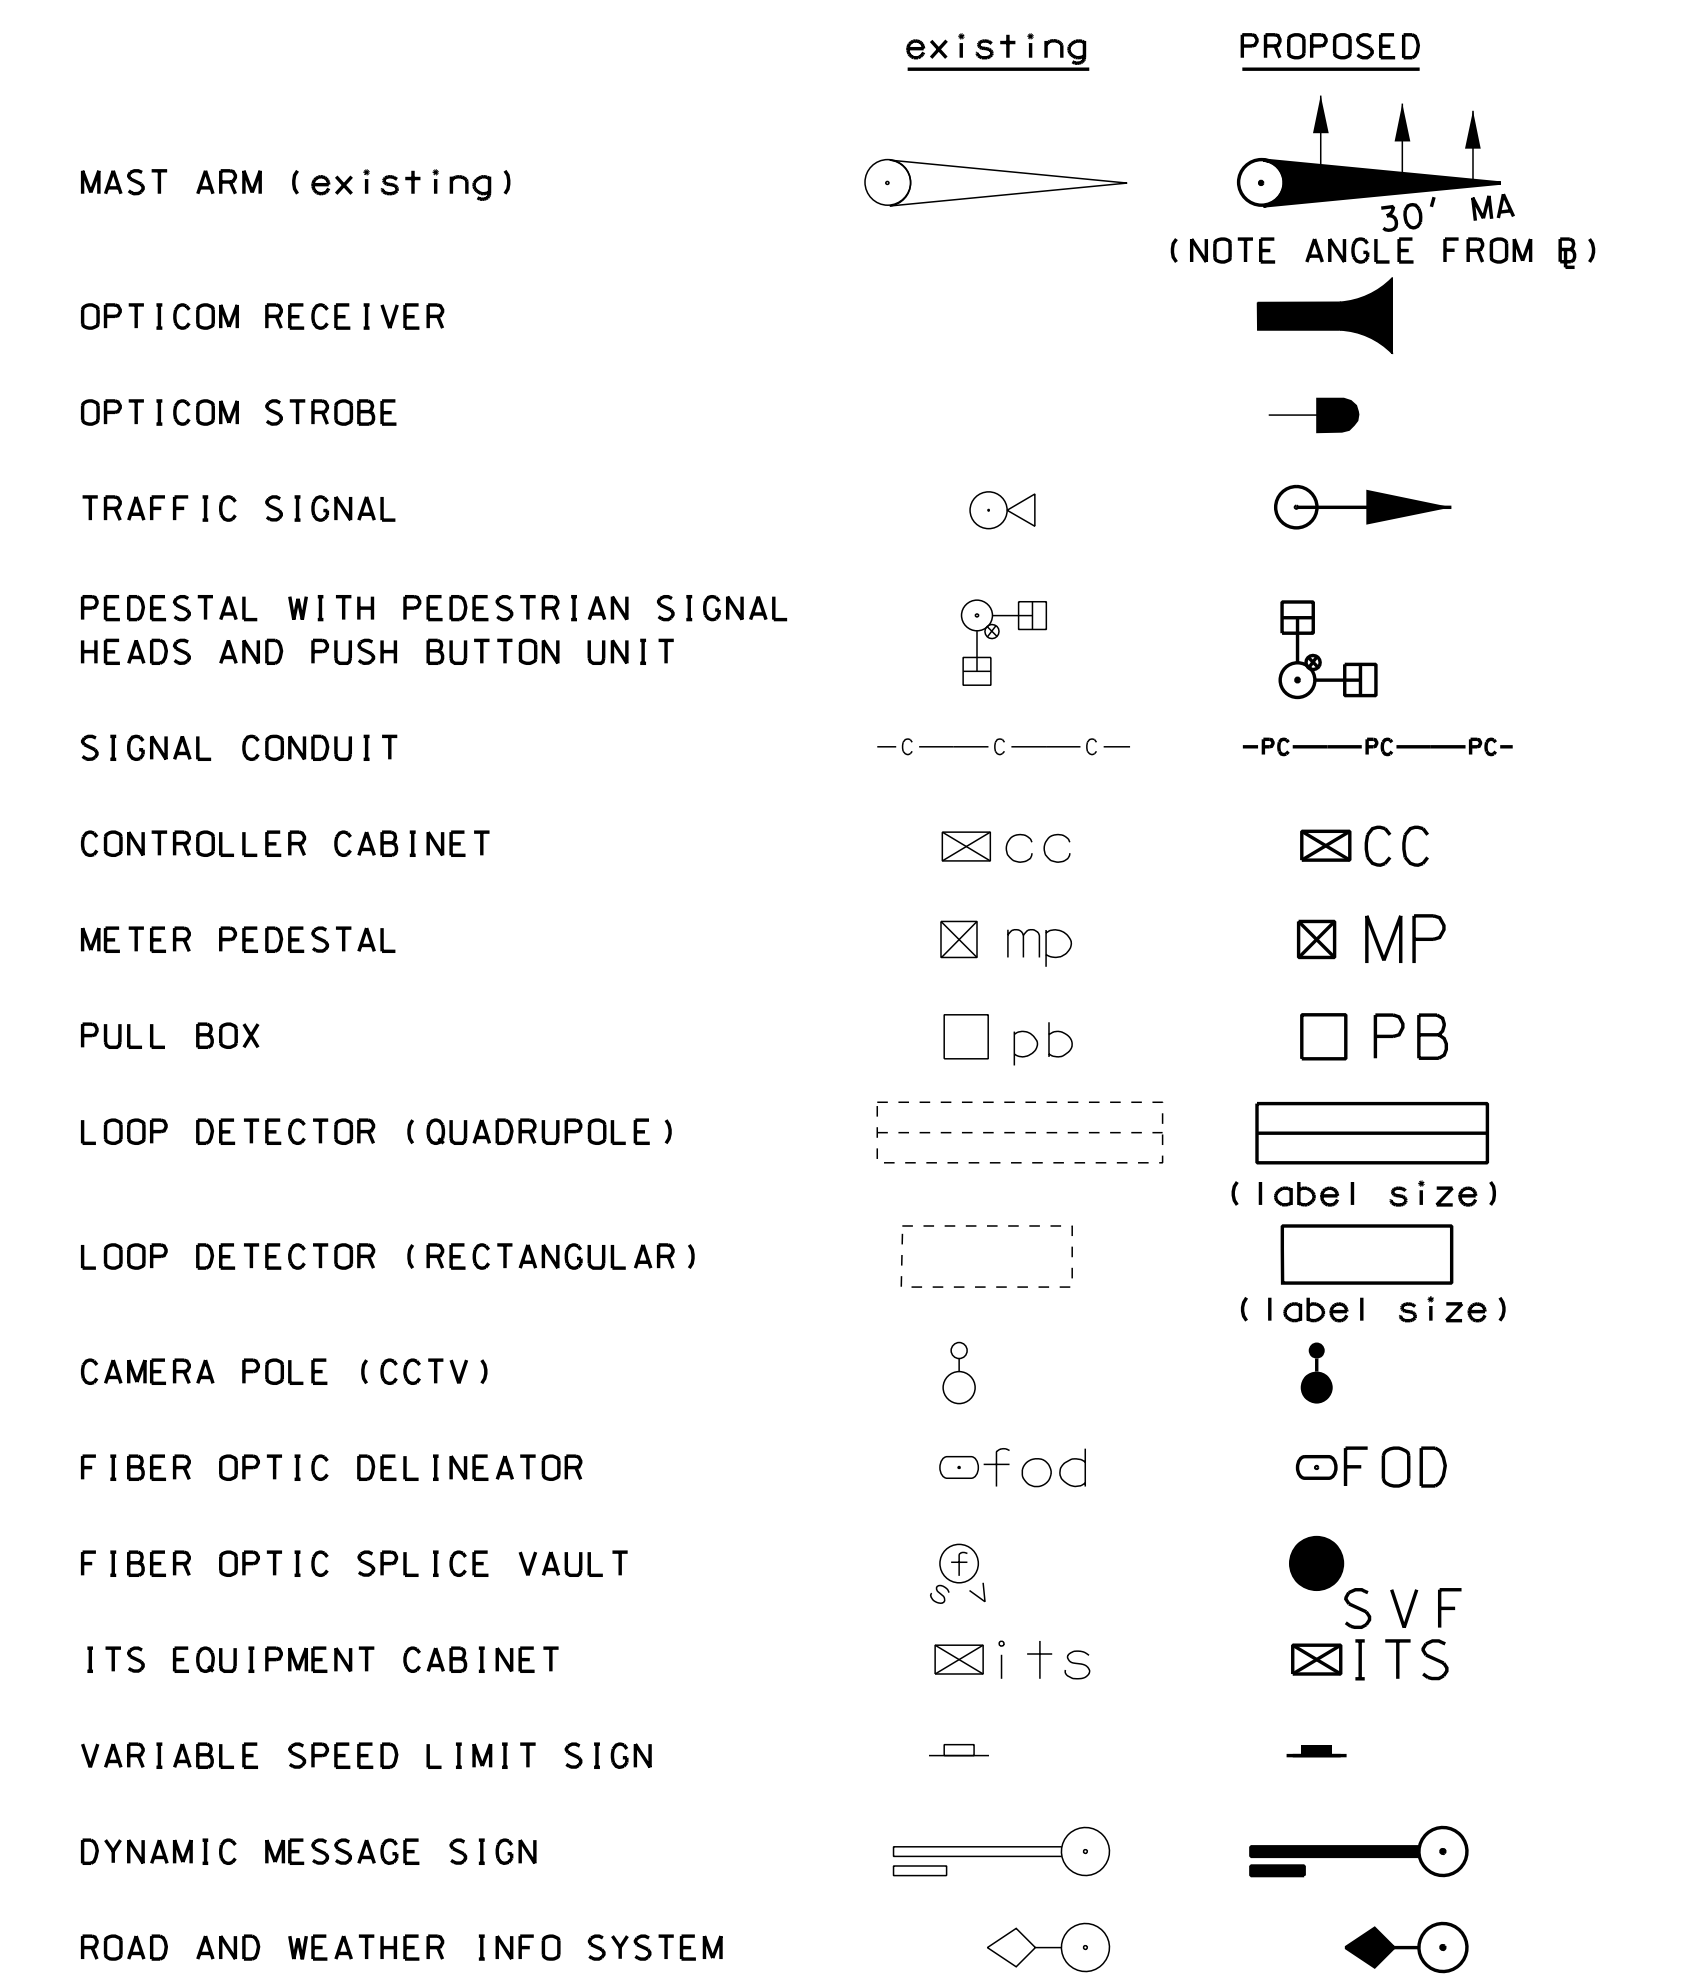 existing PROPOSED
MAST ARM (existing)
30' MA
(NOTE ANGLE FROM ℄)
OPTICOM RECEIVER
OPTICOM STROBE
TRAFFIC SIGNAL
PEDESTAL WITH PEDESTRIAN SIGNAL
HEADS AND PUSH BUTTON UNIT
SIGNAL CONDUIT C C C PC PC PC
CONTROLLER CABINET cc CC
METER PEDESTAL mp MP
PULL BOX pb PB
LOOP DETECTOR (QUADRUPOLE)
(label size)
LOOP DETECTOR (RECTANGULAR)
(label size)
CAMERA POLE (CCTV)
FIBER OPTIC DELINEATOR fod FOD
FIBER OPTIC SPLICE VAULT f
s v SVF
ITS EQUIPMENT CABINET its ITS
VARIABLE SPEED LIMIT SIGN
DYNAMIC MESSAGE SIGN
ROAD AND WEATHER INFO SYSTEM